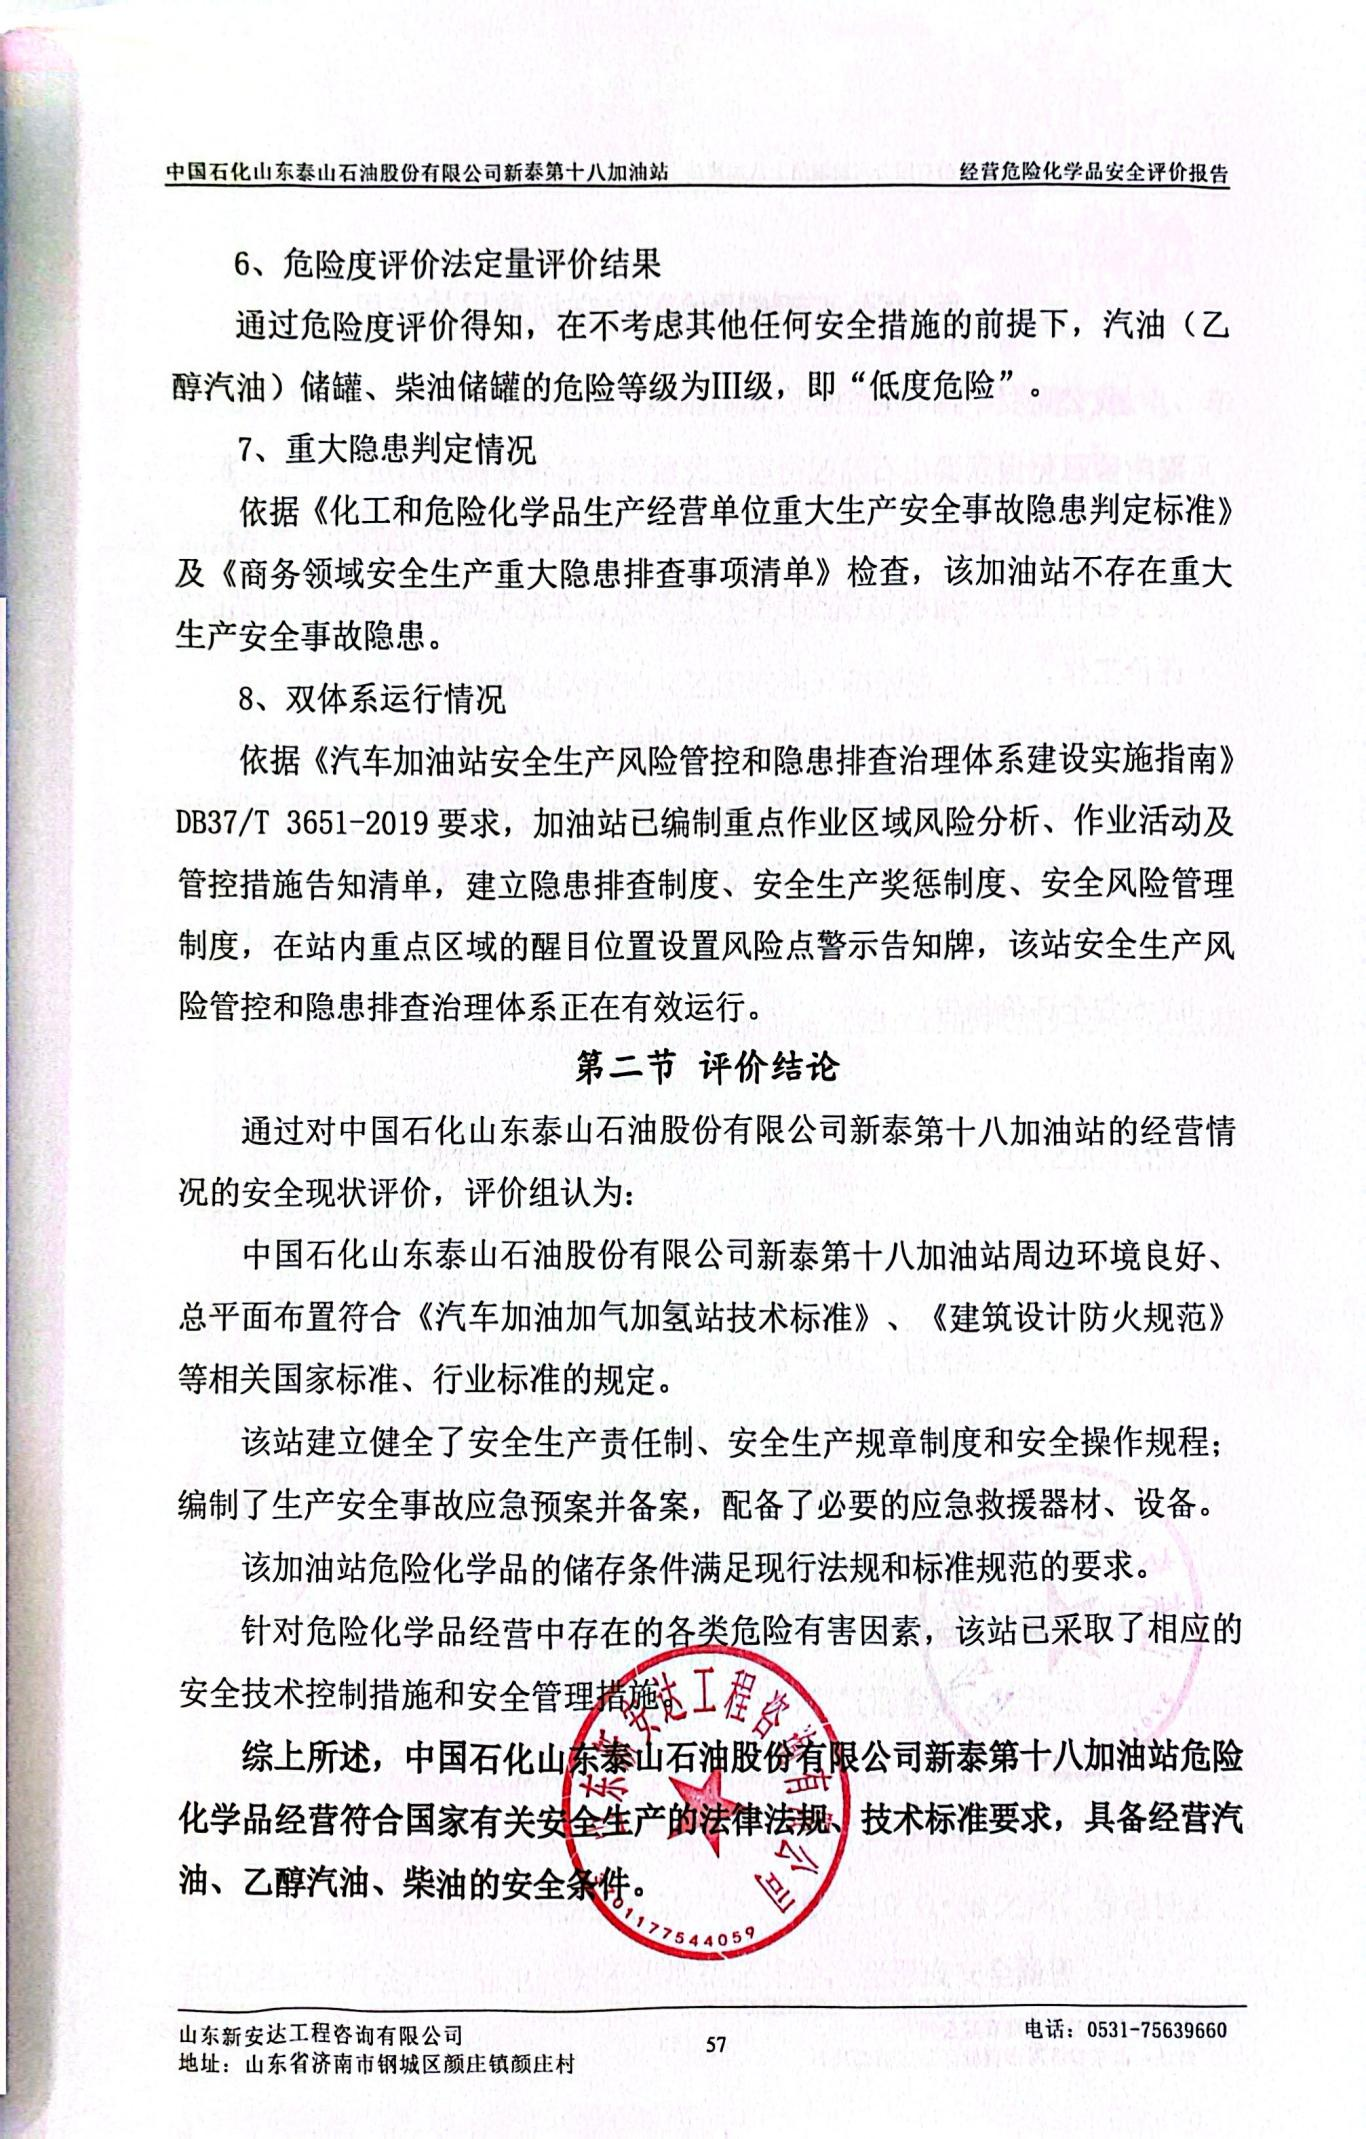 中国石化山东泰山石油股份有限公司新泰第十八加油站 经营危险化学品安全评价报告
6、危险度评价法定量评价结果
通过危险度评价得知，在不考虑其他任何安全措施的前提下，汽油（乙
醇汽油）储罐、柴油储罐的危险等级为III级，即“低度危险”。
7、重大隐患判定情况
依据《化工和危险化学品生产经营单位重大生产安全事故隐患判定标准》
及《商务领域安全生产重大隐患排查事项清单》检查，该加油站不存在重大
生产安全事故隐患。
8、双体系运行情况
依据《汽车加油站安全生产风险管控和隐患排查治理体系建设实施指南》
DB37/T 3651-2019要求，加油站已编制重点作业区域风险分析、作业活动及
管控措施告知清单，建立隐患排查制度、安全生产奖惩制度、安全风险管理
制度，在站内重点区域的醒目位置设置风险点警示告知牌，该站安全生产风
险管控和隐患排查治理体系正在有效运行。
第二节 评价结论
通过对中国石化山东泰山石油股份有限公司新泰第十八加油站的经营情
况的安全现状评价，评价组认为：
中国石化山东泰山石油股份有限公司新泰第十八加油站周边环境良好、
总平面布置符合《汽车加油加气加氢站技术标准》、《建筑设计防火规范》
等相关国家标准、行业标准的规定。
该站建立健全了安全生产责任制、安全生产规章制度和安全操作规程；
编制了生产安全事故应急预案并备案，配备了必要的应急救援器材、设备。
该加油站危险化学品的储存条件满足现行法规和标准规范的要求。
针对危险化学品经营中存在的各类危险有害因素，该站已采取了相应的
安全技术控制措施和安全管理措施。
综上所述，中国石化山东泰山石油股份有限公司新泰第十八加油站危险
化学品经营符合国家有关安全生产的法律法规、技术标准要求，具备经营汽
油、乙醇汽油、柴油的安全条件。
山东新安达工程咨询有限公司
3701177544059
山东新安达工程咨询有限公司
地址：山东省济南市钢城区颜庄镇颜庄村
57
电话：0531-75639660